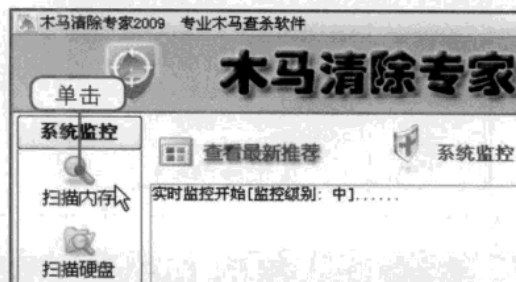 木马清除专家2009 专业木马查杀软件
木马清除专家
单击
系统监控
查看最新推荐 系统监控
扫描内存
实时监控开始[监控级别：中]......
扫描硬盘